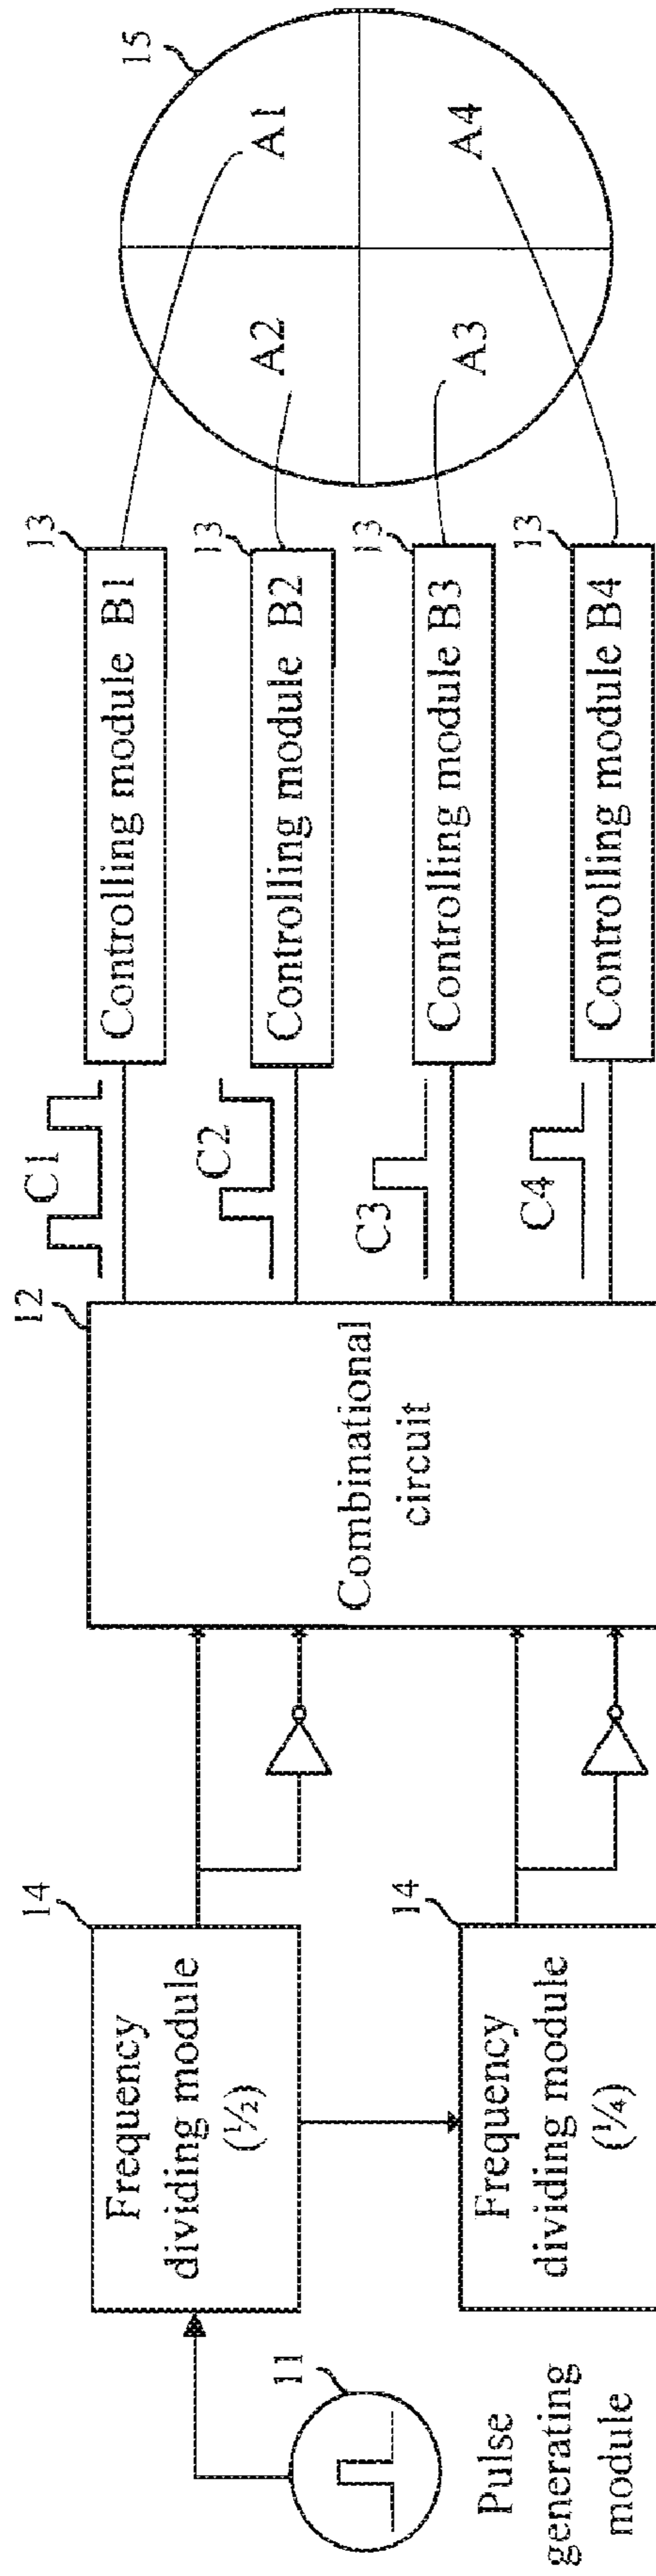 11
Pulse
generating
module
14
Frequency
dividing module
(½)
14
Frequency
dividing module
(¼)
12
Combinational
circuit
C1
C2
C3
C4
13
Controlling module B1
13
Controlling module B2
13
Controlling module B3
13
Controlling module B4
15
A2
A1
A3
A4